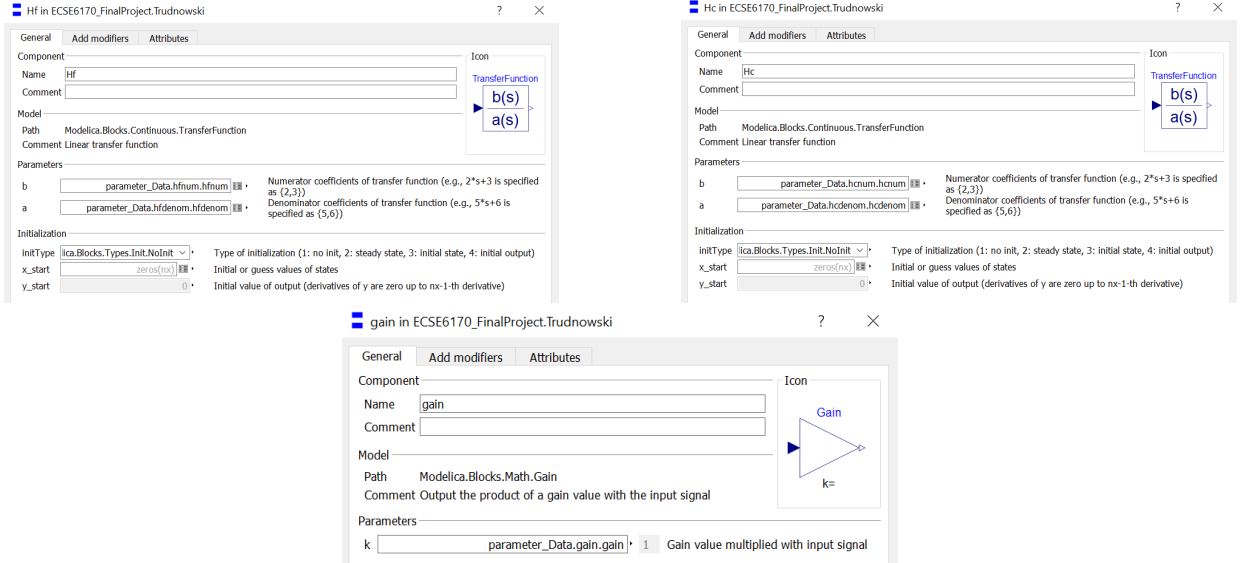 Hf in ECSE6170_FinalProject.Trudnowski ? ×
General Add modifiers Attributes
Component Icon
Name Hf
Comment
TransferFunction
b(s)
a(s)
Model
Path Modelica.Blocks.Continuous.TransferFunction
Comment Linear transfer function
Parameters
b parameter_Data.hfnum.hfnum Numerator coefficients of transfer function (e.g., 2*s+3 is specified
as {2,3})
a parameter_Data.hfdenom.hfdenom Denominator coefficients of transfer function (e.g., 5*s+6 is
specified as {5,6})
Initialization
initType lica.Blocks.Types.Init.NoInit Type of initialization (1: no init, 2: steady state, 3: initial state, 4: initial output)
x_start zeros(nx) Initial or guess values of states
y_start 0 Initial value of output (derivatives of y are zero up to nx-1-th derivative)
Hc in ECSE6170_FinalProject.Trudnowski ? ×
General Add modifiers Attributes
Component Icon
Name Hc
Comment
TransferFunction
b(s)
a(s)
Model
Path Modelica.Blocks.Continuous.TransferFunction
Comment Linear transfer function
Parameters
b parameter_Data.hcnum.hcnum Numerator coefficients of transfer function (e.g., 2*s+3 is specified
as {2,3})
a parameter_Data.hcdenom.hcdenom Denominator coefficients of transfer function (e.g., 5*s+6 is
specified as {5,6})
Initialization
initType lica.Blocks.Types.Init.NoInit Type of initialization (1: no init, 2: steady state, 3: initial state, 4: initial output)
x_start zeros(nx) Initial or guess values of states
y_start 0 Initial value of output (derivatives of y are zero up to nx-1-th derivative)
gain in ECSE6170_FinalProject.Trudnowski ? ×
General Add modifiers Attributes
Component Icon
Name gain
Comment
Gain
k=
Model
Path Modelica.Blocks.Math.Gain
Comment Output the product of a gain value with the input signal
Parameters
k parameter_Data.gain.gain 1 Gain value multiplied with input signal